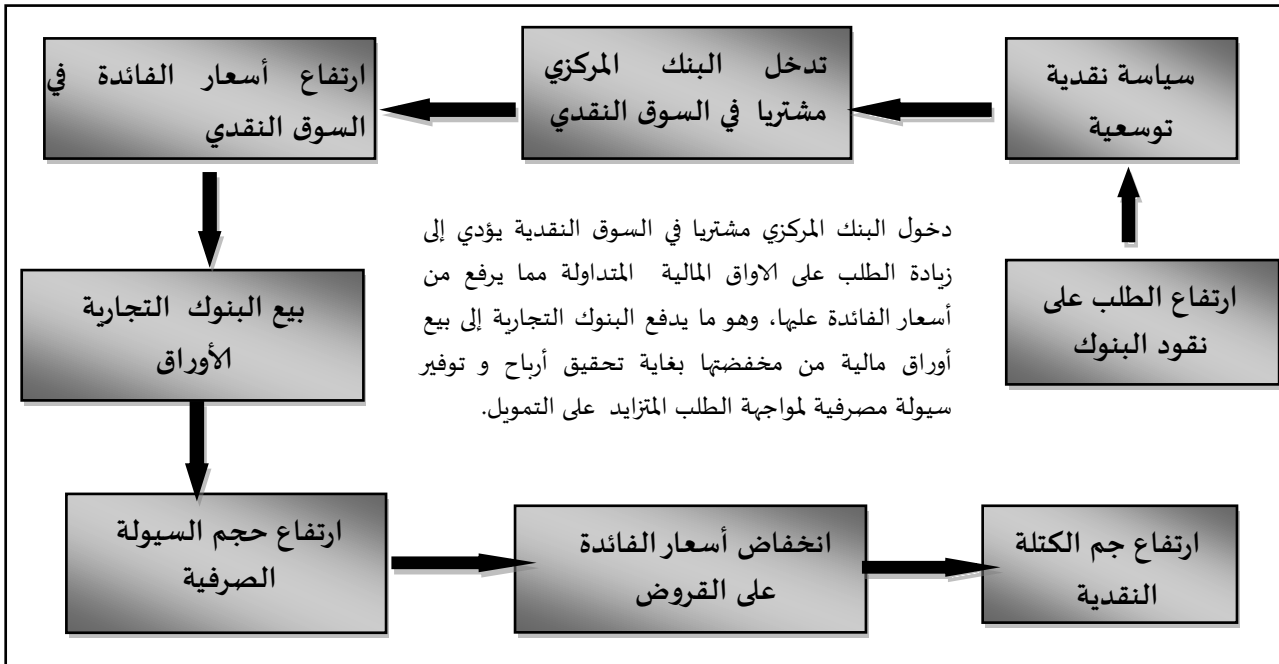 سياسة نقدية
توسعية
تدخل البنك المركزي
مشتريا في السوق النقدي
ارتفاع أسعار الفائدة في
السوق النقدي
دخول البنك المركزي مشتريا في السوق النقدية يؤدي إلى
زيادة الطلب على الاواق المالية المتداولة مما يرفع من
أسعار الفائدة عليها، وهو ما يدفع البنوك التجارية إلى بيع
أوراق مالية من مخفضتها بغاية تحقيق أرباح و توفير
سيولة مصرفية لمواجهة الطلب المتزايد على التمويل.
ارتفاع الطلب على
نقود البنوك
بيع البنوك التجارية
الأوراق
ارتفاع حجم السيولة
الصرفية
انخفاض أسعار الفائدة
على القروض
ارتفاع جم الكتلة
النقدية